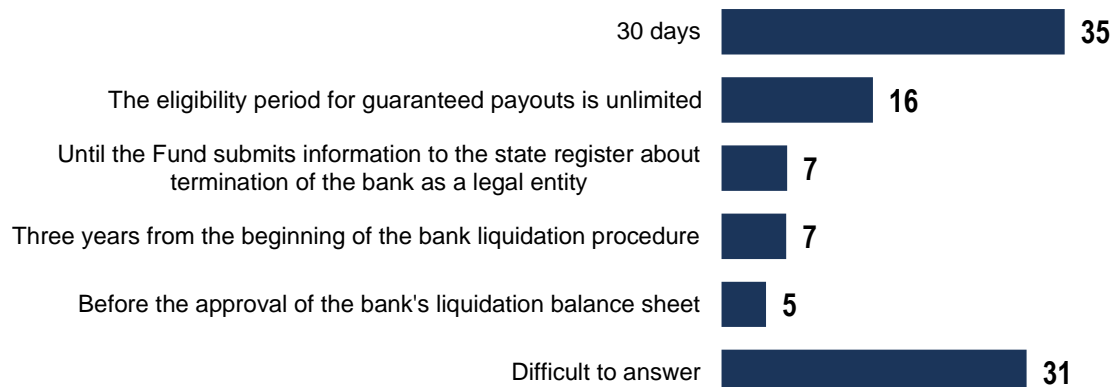 30 days 35
The eligibility period for guaranteed payouts is unlimited 16
Until the Fund submits information to the state register about
termination of the bank as a legal entity 7
Three years from the beginning of the bank liquidation procedure 7
Before the approval of the bank's liquidation balance sheet 5
Difficult to answer 31